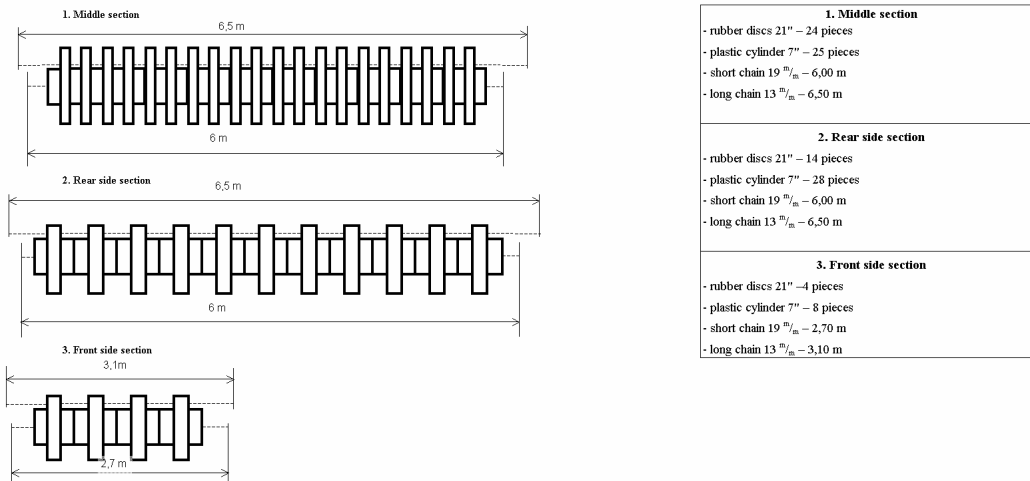 1. Middle section
6,5 m
6 m
2. Rear side section
6,5 m
6 m
3. Front side section
3,1m
2,7 m
1. Middle section
- rubber discs 21" – 24 pieces
- plastic cylinder 7" – 25 pieces
- short chain 19 m/m – 6,00 m
- long chain 13 m/m – 6,50 m
2. Rear side section
- rubber discs 21" – 14 pieces
- plastic cylinder 7" – 28 pieces
- short chain 19 m/m – 6,00 m
- long chain 13 m/m – 6,50 m
3. Front side section
- rubber discs 21" –4 pieces
- plastic cylinder 7" – 8 pieces
- short chain 19 m/m – 2,70 m
- long chain 13 m/m – 3,10 m